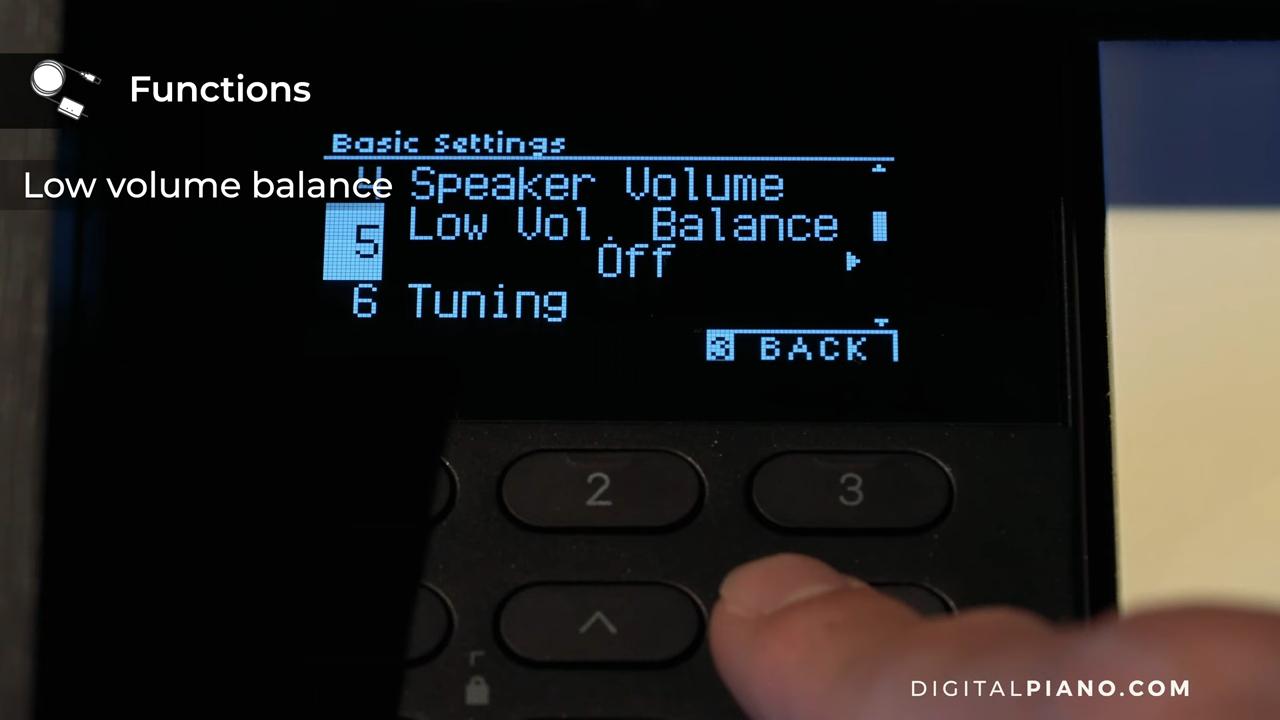 Functions
Low volume balance
Basic Settings
4 Speaker Volume
5 Low Vol. Balance
Off
6 Tuning
3 BACK
2
3
DIGITALPIANO.COM